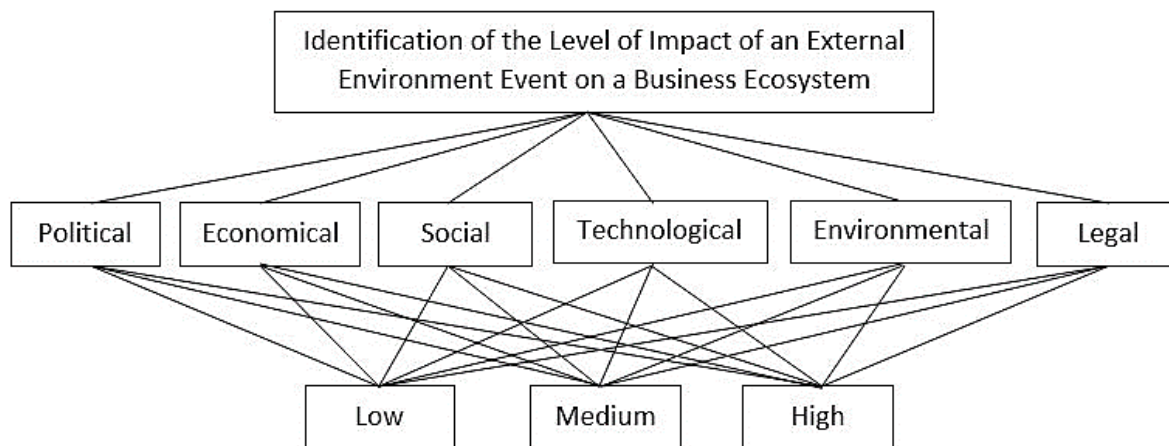 Identification of the Level of Impact of an External
Environment Event on a Business Ecosystem
Political
Economical
Social
Technological
Environmental
Legal
Low
Medium
High